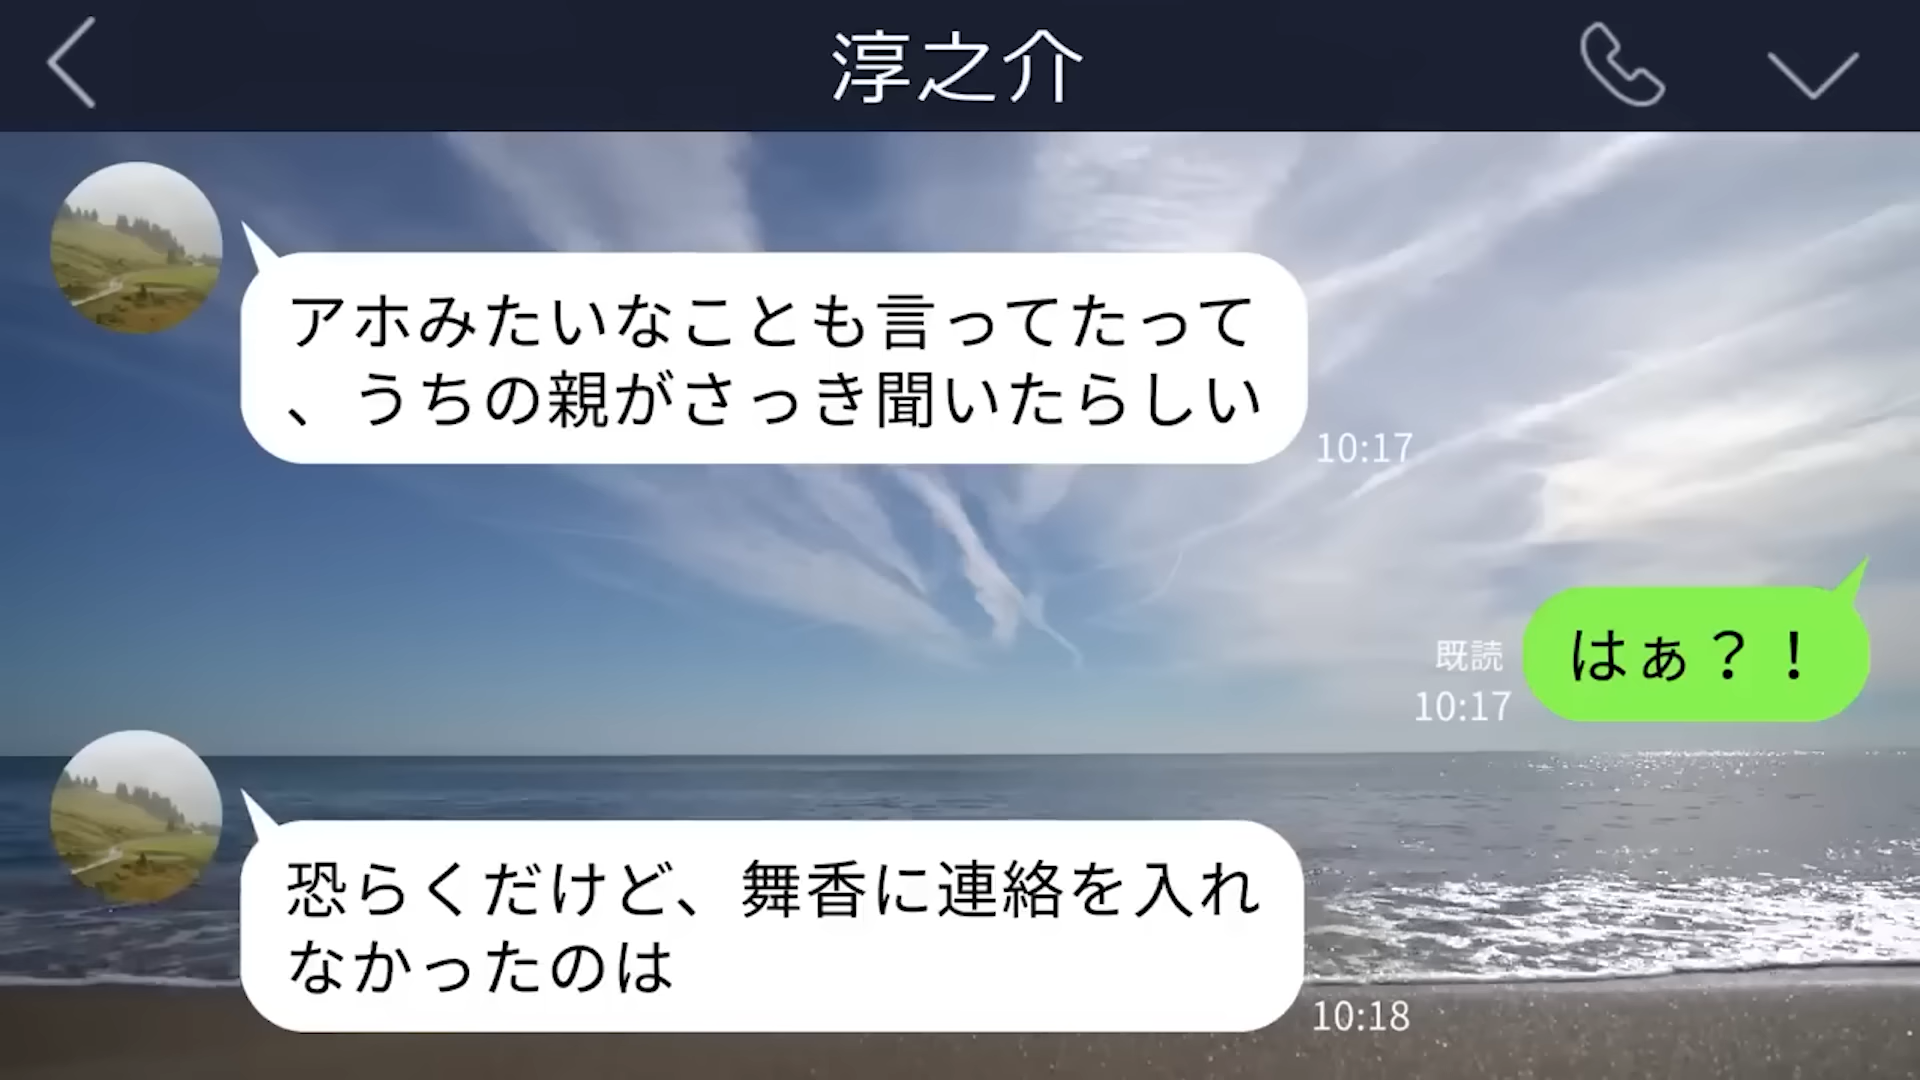 淳之介
アホみたいなことも言ってたって
、うちの親がさっき聞いたらしい
10:17
はぁ？！
既読
10:17
恐らくだけど、舞香に連絡を入れ
なかったのは
10:18